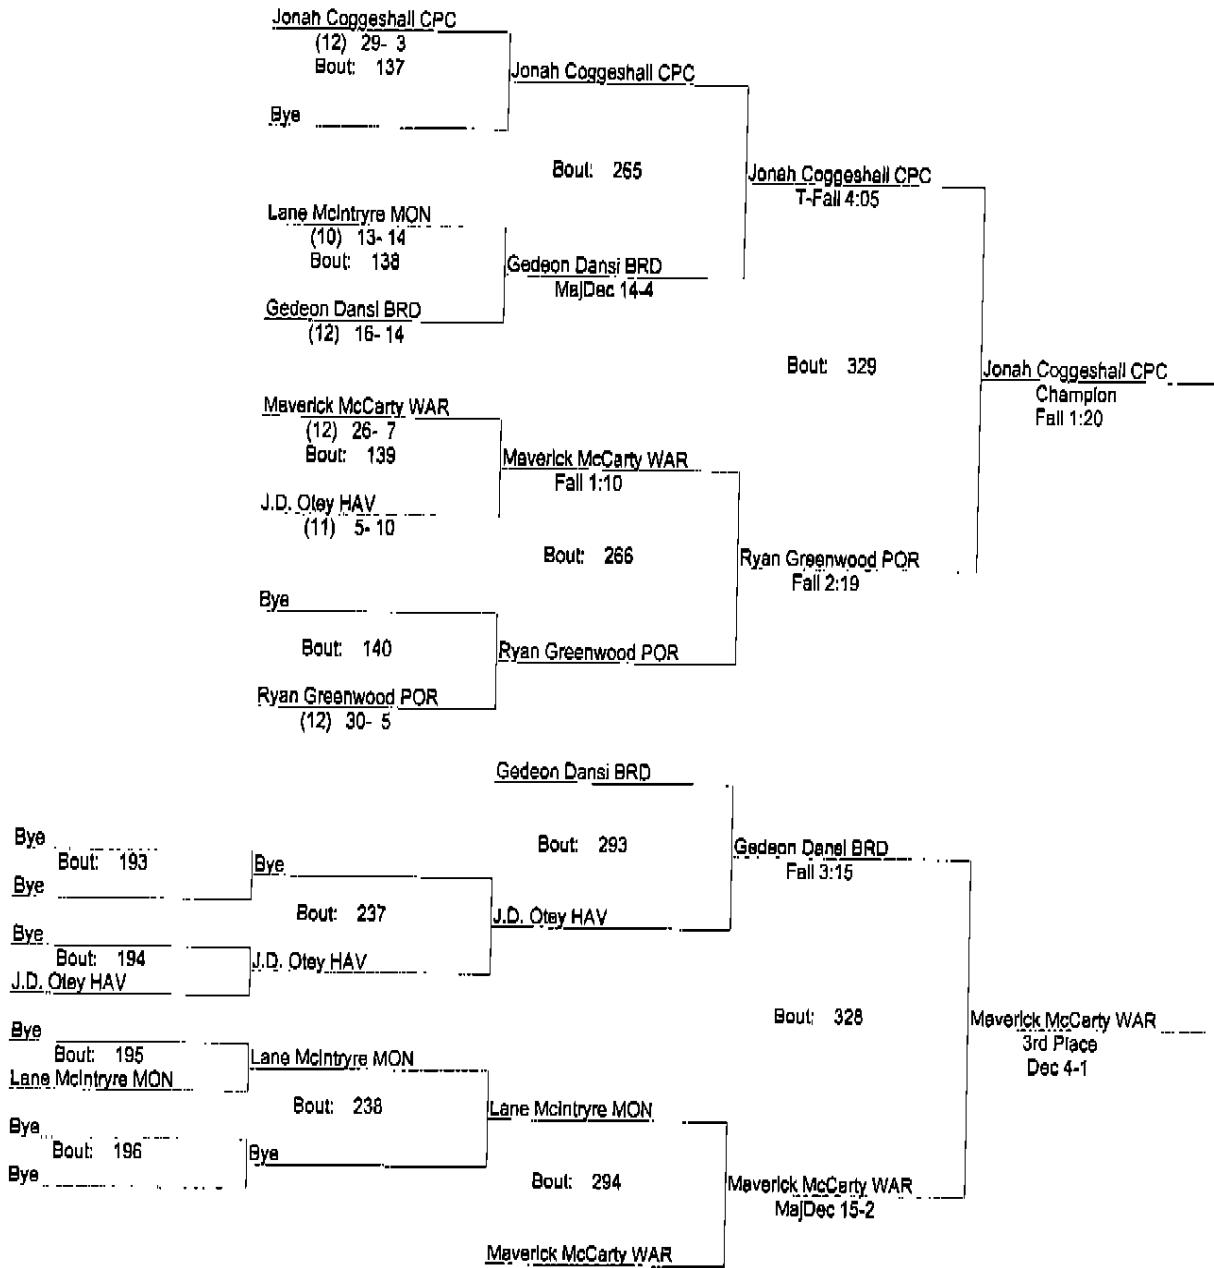 Jonah Coggeshall CPC
(12) 29- 3
Bout: 137
Jonah Coggeshall CPC
Bye
Bout: 265
Jonah Coggeshall CPC
T-Fall 4:05
Lane McIntryre MON
(10) 13- 14
Bout: 138
Gedeon Dansi BRD
MajDec 14-4
Gedeon Dansi BRD
(12) 16- 14
Bout: 329
Jonah Coggeshall CPC
Champion
Fall 1:20
Maverick McCarty WAR
(12) 26- 7
Bout: 139
Maverick McCarty WAR
Fall 1:10
J.D. Otey HAV
(11) 5- 10
Bout: 266
Ryan Greenwood POR
Fall 2:19
Bye
Bout: 140
Ryan Greenwood POR
Ryan Greenwood POR
(12) 30- 5
Gedeon Dansi BRD
Bout: 293
Gedeon Dansi BRD
Fall 3:15
Bye
Bout: 193
Bye
Bye
Bout: 237
J.D. Otey HAV
Bye
Bout: 194
J.D. Otey HAV
J.D. Otey HAV
Bout: 328
Maverick McCarty WAR
3rd Place
Dec 4-1
Bye
Bout: 195
Lane McIntryre MON
Lane McIntryre MON
Bout: 238
Lane McIntryre MON
Bye
Bout: 196
Bye
Bye
Bout: 294
Maverick McCarty WAR
MajDec 15-2
Maverick McCarty WAR